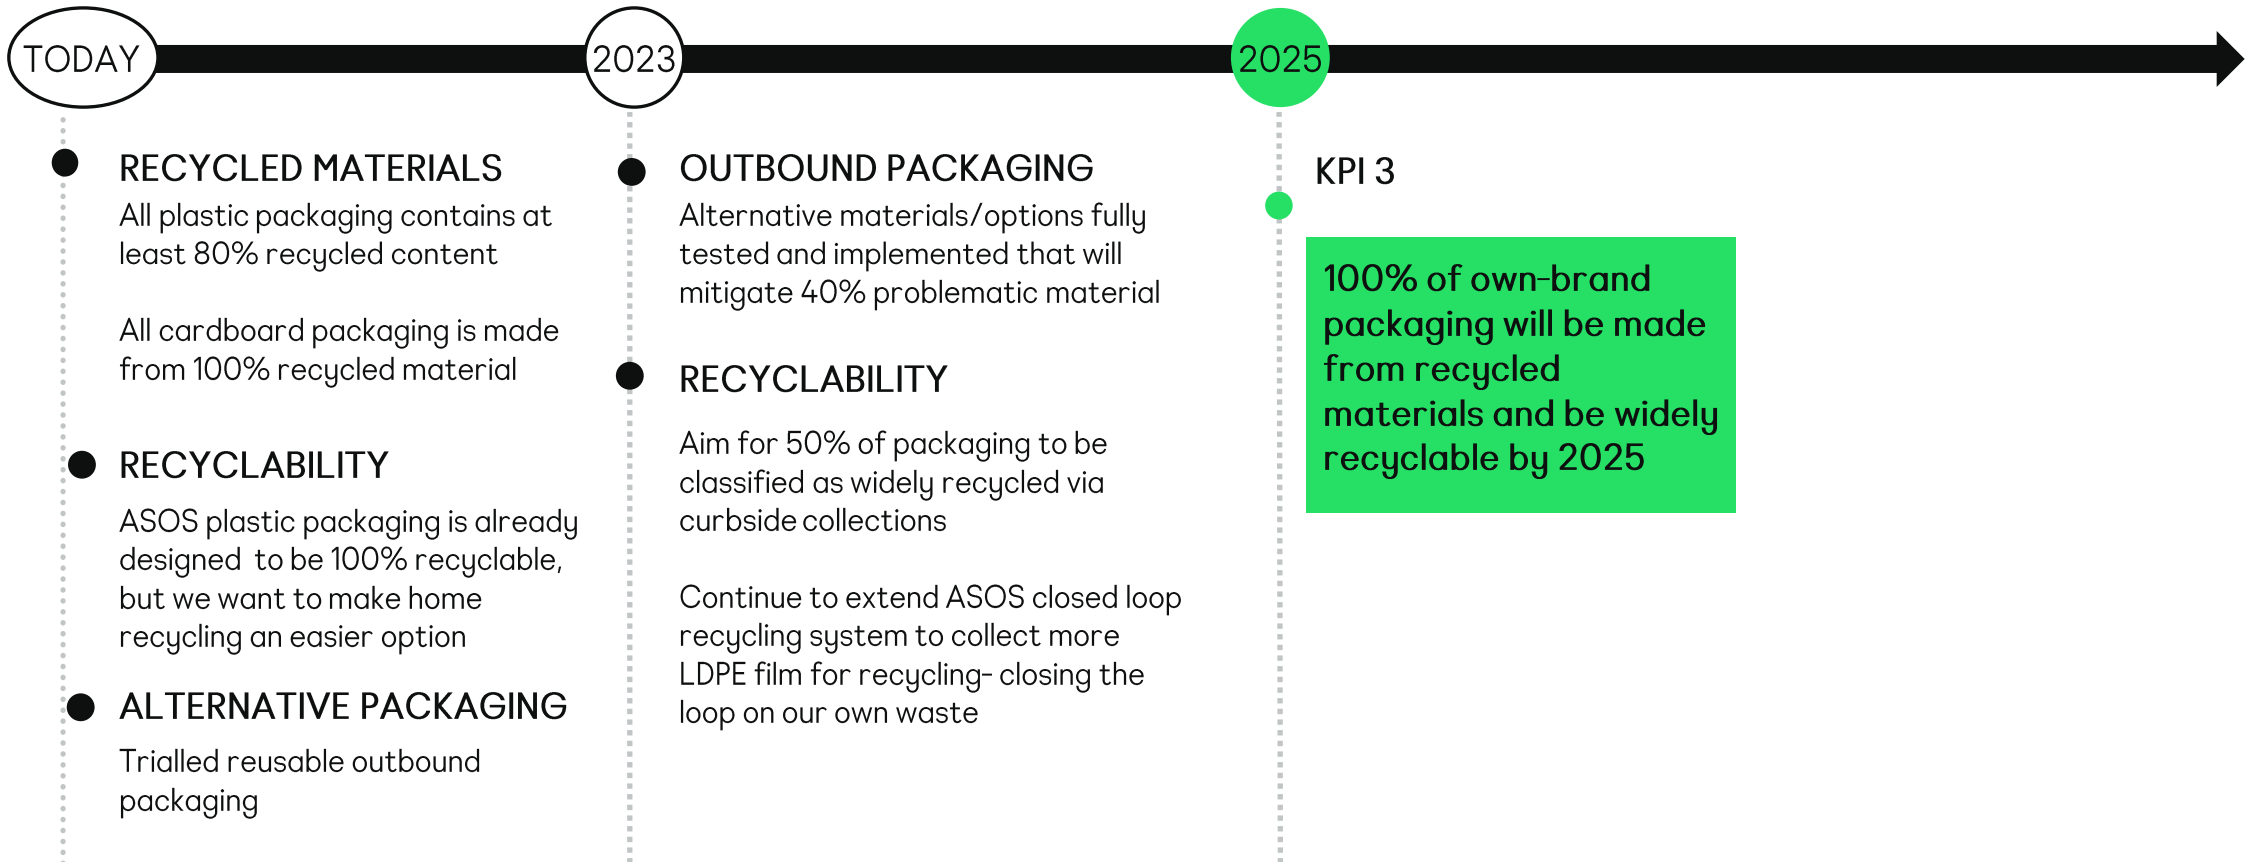 TODAY
2023
2025
RECYCLED MATERIALS
All plastic packaging contains at
least 80% recycled content
All cardboard packaging is made
from 100% recycled material
RECYCLABILITY
ASOS plastic packaging is already
designed  to be 100% recyclable,
but we want to make home
recycling an easier option
ALTERNATIVE PACKAGING
Trialled reusable outbound
packaging
OUTBOUND PACKAGING
Alternative materials/options fully
tested and implemented that will
mitigate 40% problematic material
RECYCLABILITY
Aim for 50% of packaging to be
classified as widely recycled via
curbside collections
Continue to extend ASOS closed loop
recycling system to collect more
LDPE film for recycling- closing the
loop on our own waste
KPI 3
100% of own-brand
packaging will be made
from recycled
materials and be widely
recyclable by 2025